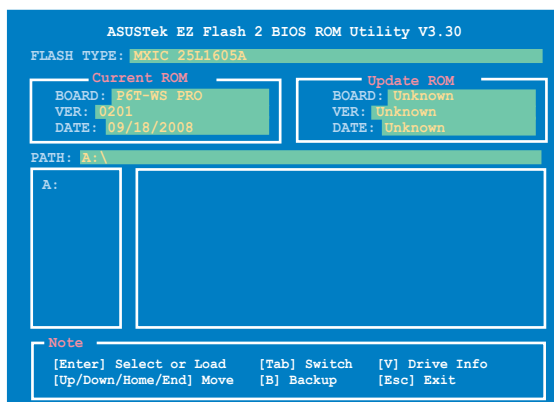 ASUSTek EZ Flash 2 BIOS ROM Utility V3.30
FLASH TYPE: MXIC 25L1605A
Current ROM
BOARD: P6T-WS PRO
VER: 0201
DATE: 09/18/2008
Update ROM
BOARD: Unknown
VER: Unknown
DATE: Unknown
PATH: A:\
A:
Note
[Enter] Select or Load [Tab] Switch [V] Drive Info
[Up/Down/Home/End] Move [B] Backup [Esc] Exit